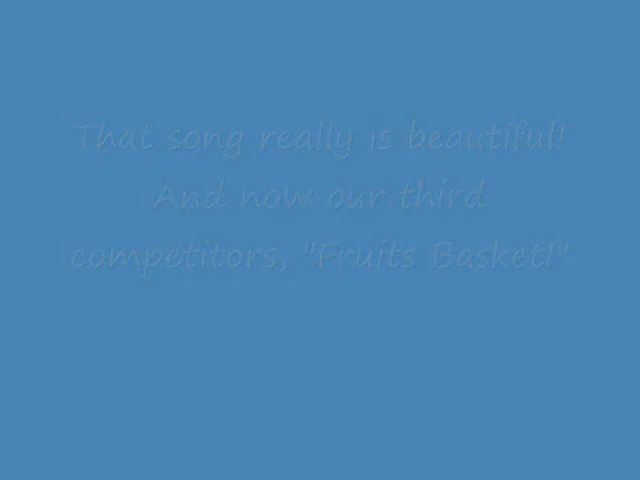 Thai song really is beautiful!
And now our third
competitors, "Fruits Basket!"